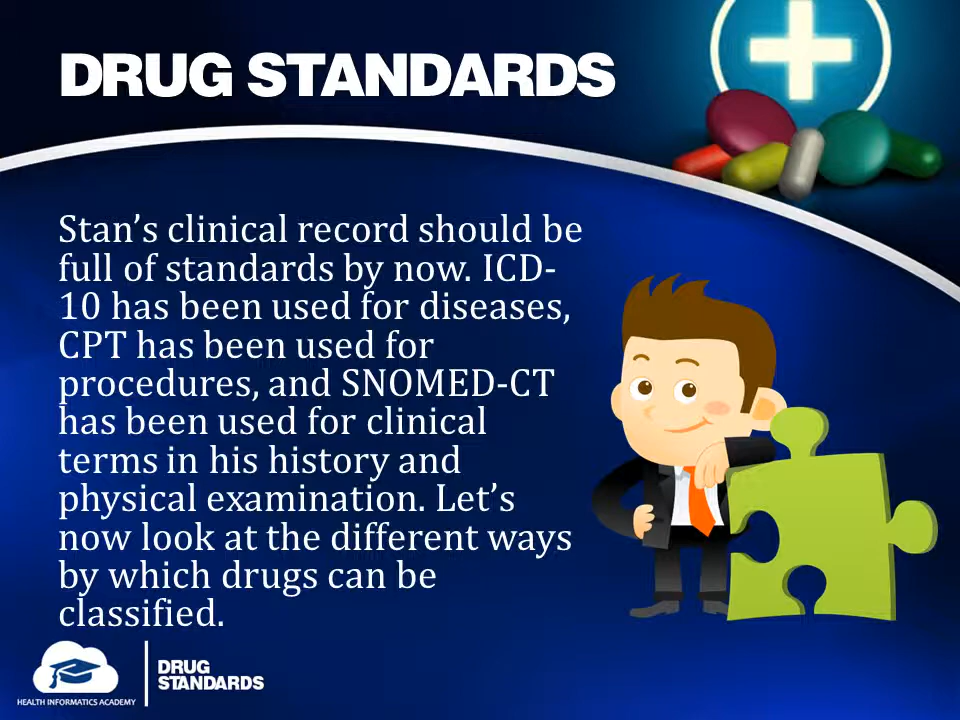 DRUG STANDARDS
Stan’s clinical record should be
full of standards by now. ICD-
10 has been used for diseases,
CPT has been used for
procedures, and SNOMED-CT
has been used for clinical
terms in his history and
physical examination. Let’s
now look at the different ways
by which drugs can be
classified.
HEALTH INFORMATICS ACADEMY
DRUG
STANDARDS